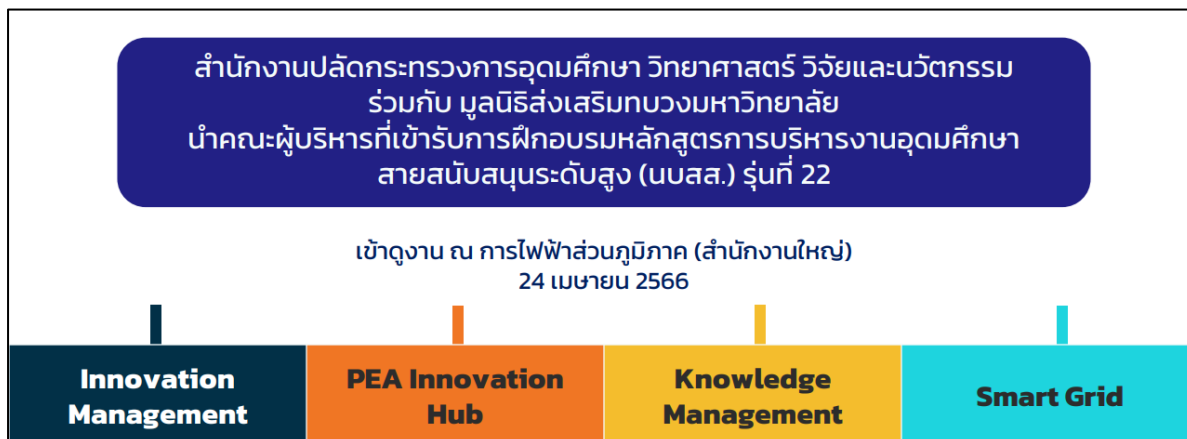 สำนักงานปลัดกระทรวงการอุดมศึกษา วิทยาศาสตร์ วิจัยและนวัตกรรม
ร่วมกับ มูลนิธิส่งเสริมทบวงมหาวิทยาลัย
นำคณะผู้บริหารที่เข้ารับการฝึกอบรมหลักสูตรการบริหารงานอุดมศึกษา
สายสนับสนุนระดับสูง (นบสส.) รุ่นที่ 22
เข้าดูงาน ณ การไฟฟ้าส่วนภูมิภาค (สำนักงานใหญ่)
24 เมษายน 2566
Innovation
Management
PEA Innovation
Hub
Knowledge
Management
Smart Grid